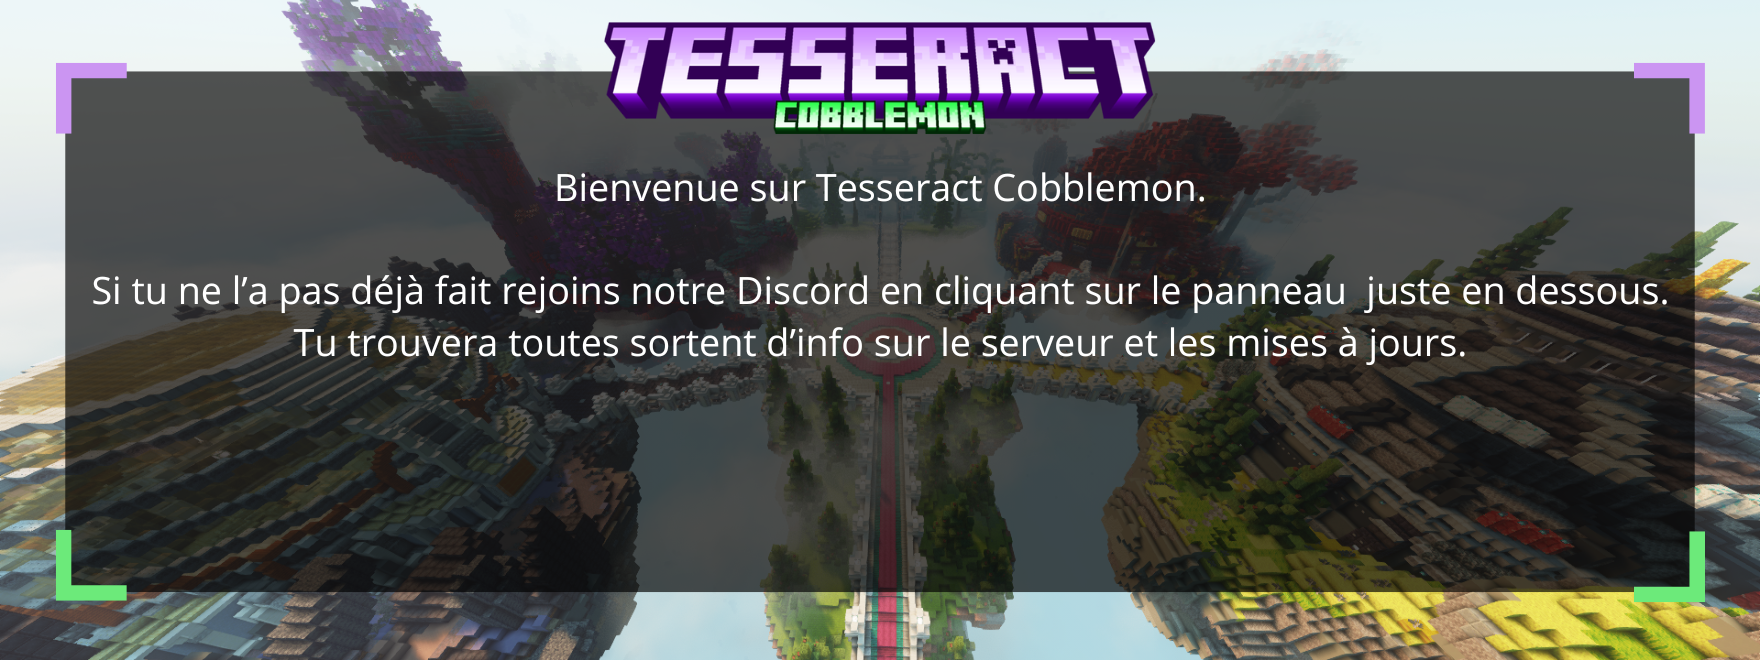 TESSERACT
COBBLEMON
Bienvenue sur Tesseract Cobblemon.
Si tu ne l’a pas déjà fait rejoins notre Discord en cliquant sur le panneau  juste en dessous.
Tu trouvera toutes sortent d’info sur le serveur et les mises à jours.